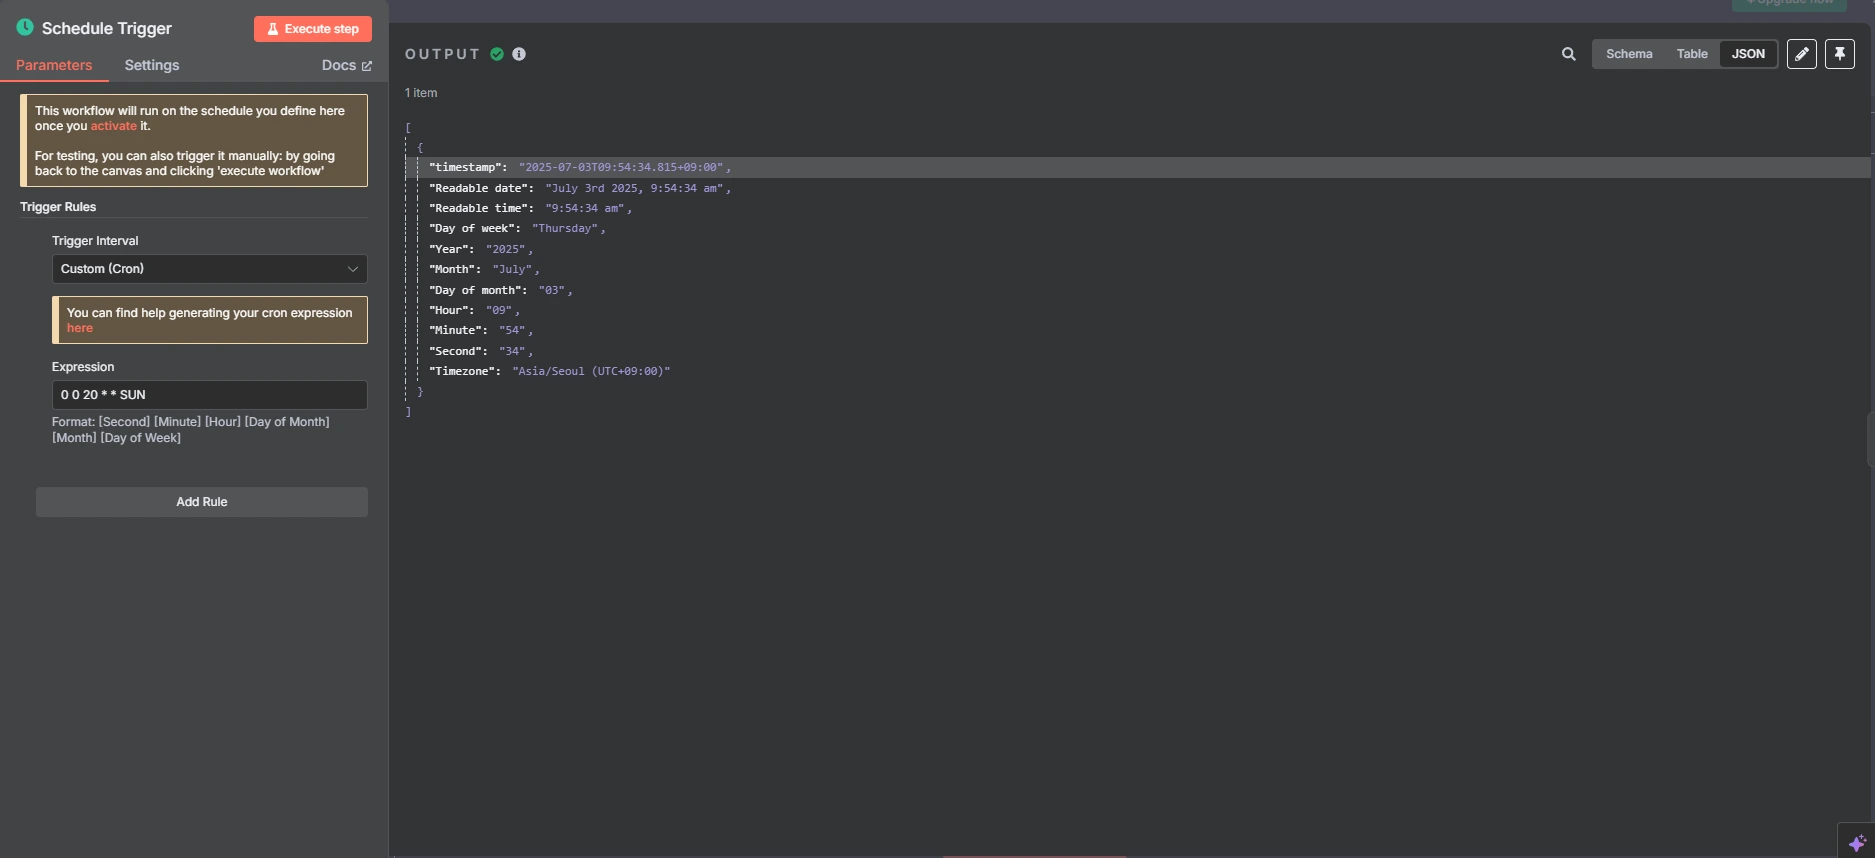 Schedule Trigger
Execute step
Parameters
Settings
Docs
This workflow will run on the schedule you define here
once you activate it.
For testing, you can also trigger it manually: by going
back to the canvas and clicking 'execute workflow'
Trigger Rules
Trigger Interval
Custom (Cron)
You can find help generating your cron expression
here
Expression
0 0 20 * * SUN
Format: [Second] [Minute] [Hour] [Day of Month]
[Month] [Day of Week]
Add Rule
Upgrade now
OUTPUT
Schema
Table
JSON
1 item
[
{
"timestamp": "2025-07-03T09:54:34.815+09:00",
"Readable date": "July 3rd 2025, 9:54:34 am",
"Readable time": "9:54:34 am",
"Day of week": "Thursday",
"Year": "2025",
"Month": "July",
"Day of month": "03",
"Hour": "09",
"Minute": "54",
"Second": "34",
"Timezone": "Asia/Seoul (UTC+09:00)"
}
]